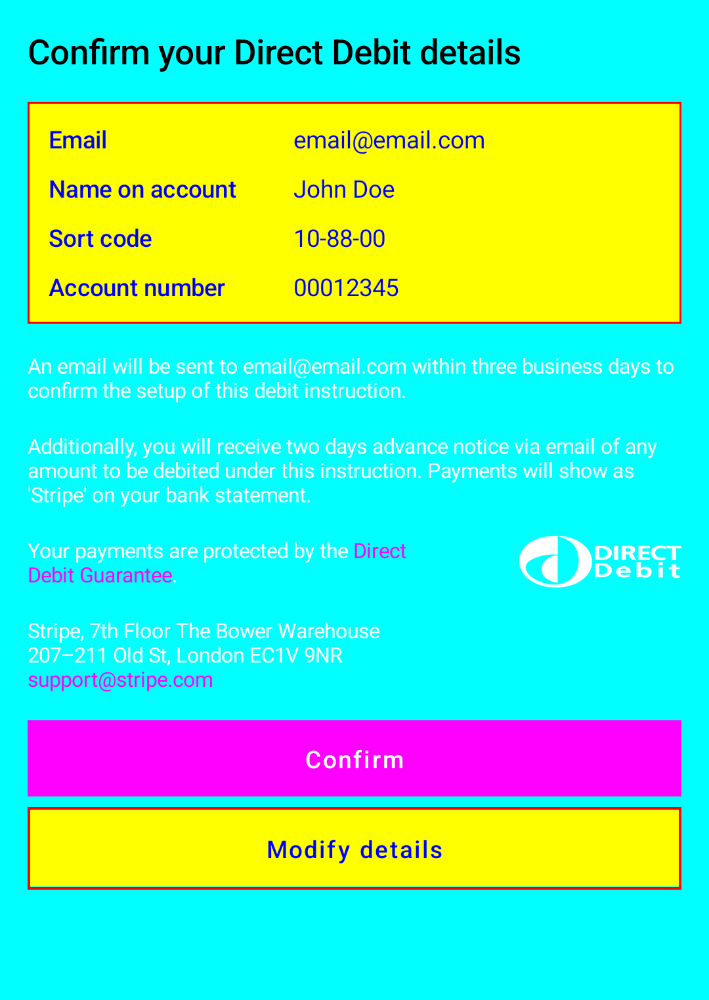 Confirm your Direct Debit details
Email email@email.com
Name on account John Doe
Sort code 10-88-00
Account number 00012345
An email will be sent to email@email.com within three business days to
confirm the setup of this debit instruction.
Additionally, you will receive two days advance notice via email of any
amount to be debited under this instruction. Payments will show as
'Stripe' on your bank statement.
Your payments are protected by the Direct
Debit Guarantee.
DIRECT
Debit
Stripe, 7th Floor The Bower Warehouse
207–211 Old St, London EC1V 9NR
support@stripe.com
Confirm
Modify details